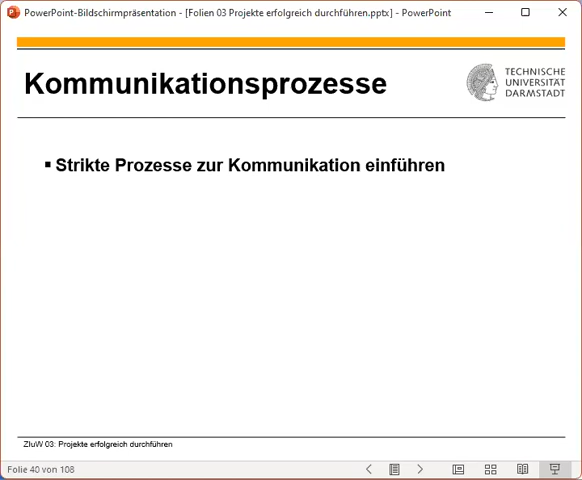 PowerPoint-Bildschirmpräsentation - [Folien 03 Projekte erfolgreich durchführen.pptx] - PowerPoint
Kommunikationsprozesse
TECHNISCHE
UNIVERSITÄT
DARMSTADT
▪ Strikte Prozesse zur Kommunikation einführen
ZIuW 03: Projekte erfolgreich durchführen
Folie 40 von 108